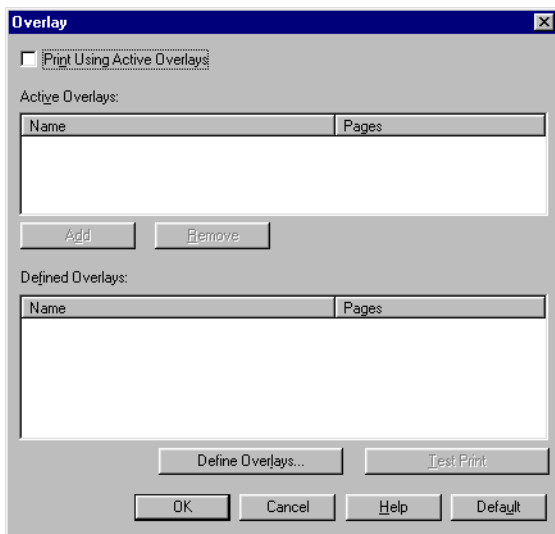 Overlay
Print Using Active Overlays
Active Overlays:
Name Pages
Add Remove
Defined Overlays:
Name Pages
Define Overlays... Test Print
OK Cancel Help Default